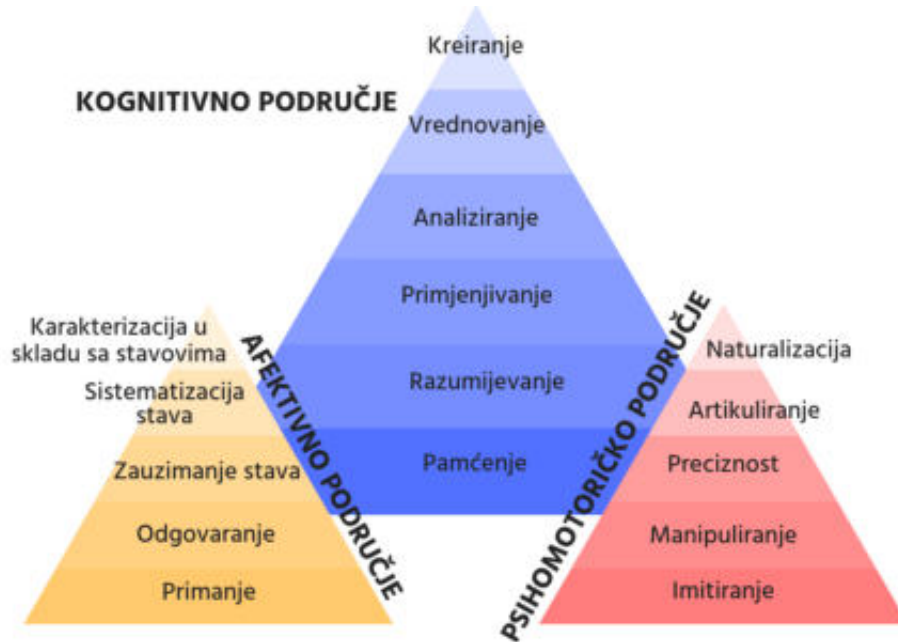 KOGNITIVNO PODRUČJE
Kreiranje
Vrednovanje
Analiziranje
Primjenjivanje
Razumijevanje
Pamćenje
AFEKTIVNO PODRUČJE
Karakterizacija u
skladu sa stavovima
Sistematizacija
stava
Zauzimanje stava
Odgovaranje
Primanje
PSIHOMOTORIČKO PODRUČJE
Naturalizacija
Artikuliranje
Preciznost
Manipuliranje
Imitiranje